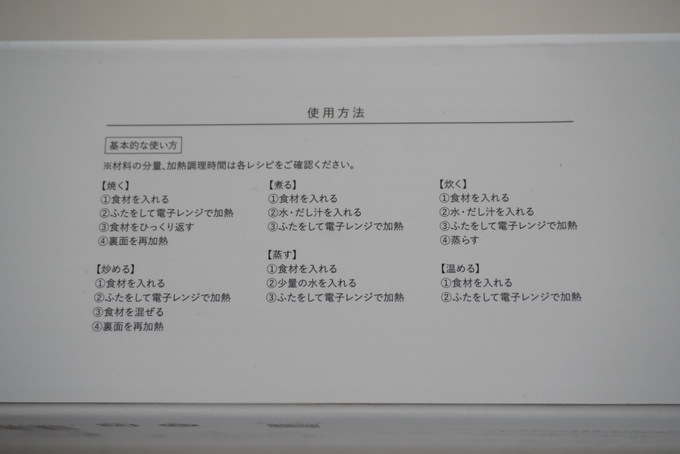 使用方法
基本的な使い方
※材料の分量、加熱調理時間は各レシピをご確認ください。
【焼く】
①食材を入れる
②ふたをして電子レンジで加熱
③食材をひっくり返す
④裏面を再加熱
【煮る】
①食材を入れる
②水・だし汁を入れる
③ふたをして電子レンジで加熱
【炊く】
①食材を入れる
②水・だし汁を入れる
③ふたをして電子レンジで加熱
④蒸らす
【炒める】
①食材を入れる
②ふたをして電子レンジで加熱
③食材を混ぜる
④裏面を再加熱
【蒸す】
①食材を入れる
②少量の水を入れる
③ふたをして電子レンジで加熱
【温める】
①食材を入れる
②ふたをして電子レンジで加熱